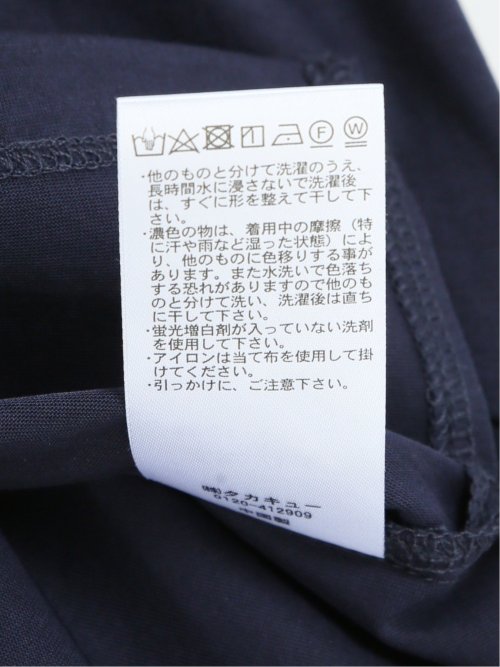 Ⓕ Ⓦ
・他のものと分けて洗濯のうえ、
長時間水に浸さないで洗濯後
は、すぐに形を整えて干して下
さい。
・濃色の物は、着用中の摩擦（特
に汗や雨など湿った状態）によ
り、他のものに色移りする事が
あります。また水洗いで色落ち
する恐れがありますので他のも
のと分けて洗い、洗濯後は直ち
に干して下さい。
・蛍光増白剤が入っていない洗剤
を使用して下さい。
・アイロンは当て布を使用して掛
けてください。
・引っかけに、ご注意下さい。
㈱タカキュー
0120-412909
中国製